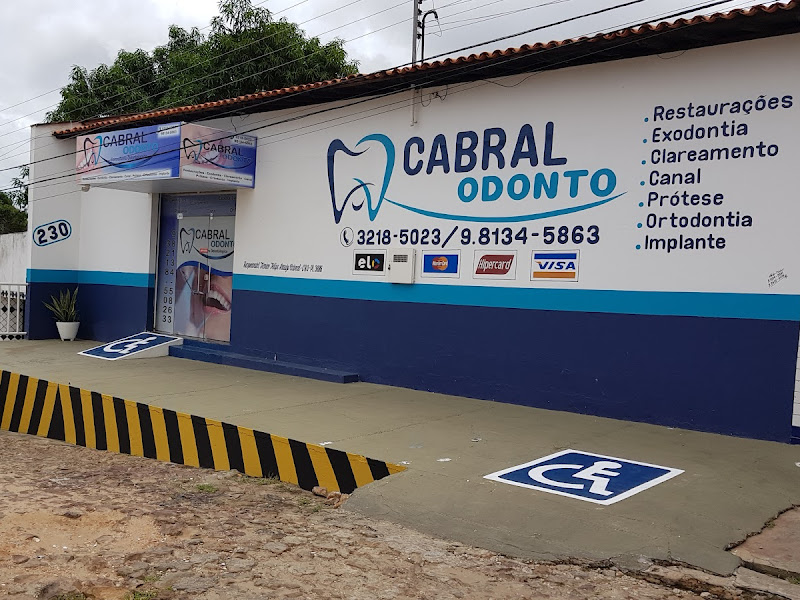 CABRAL
ODONTO
CABRAL
ODONTO
230
CABRAL
ODONTO
CABRAL
ODONTO
3218-5023/9.8134-5863
elo
MasterCard
Hipercard
VISA
.Restaurações
.Exodontia
.Clareamento
.Canal
.Prótese
.Ortodontia
.Implante